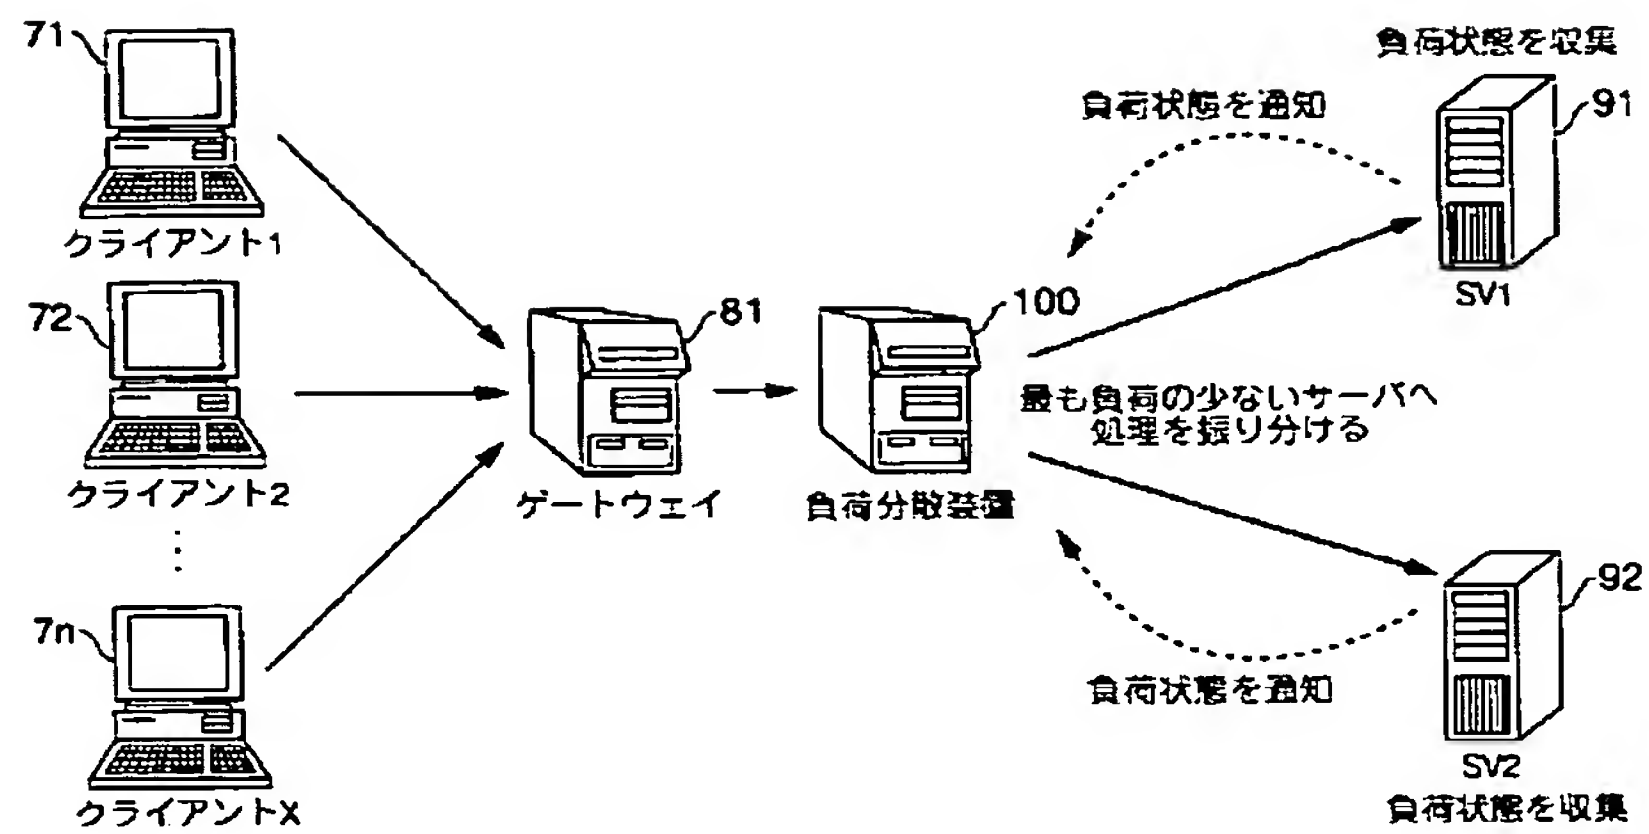 71
クライアント1
72
クライアント2
7n
クライアントX
81
ゲートウェイ
100
負荷分散装置
負荷状態を通知
負荷状態を収集
91
SV1
最も負荷の少ないサーバへ
処理を振り分ける
負荷状態を通知
92
SV2
負荷状態を収集